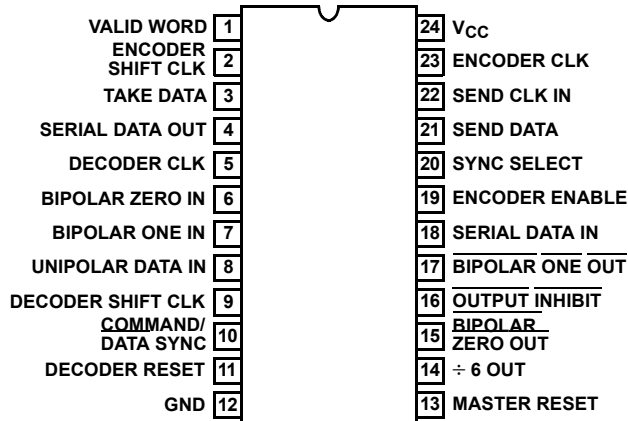 VALID WORD 1
ENCODER
SHIFT CLK 2
TAKE DATA 3
SERIAL DATA OUT 4
DECODER CLK 5
BIPOLAR ZERO IN 6
BIPOLAR ONE IN 7
UNIPOLAR DATA IN 8
DECODER SHIFT CLK 9
COMMAND/
DATA SYNC 10
DECODER RESET 11
GND 12
24 VCC
23 ENCODER CLK
22 SEND CLK IN
21 SEND DATA
20 SYNC SELECT
19 ENCODER ENABLE
18 SERIAL DATA IN
17 BIPOLAR ONE OUT
16 OUTPUT INHIBIT
15 BIPOLAR
ZERO OUT
14 ÷ 6 OUT
13 MASTER RESET